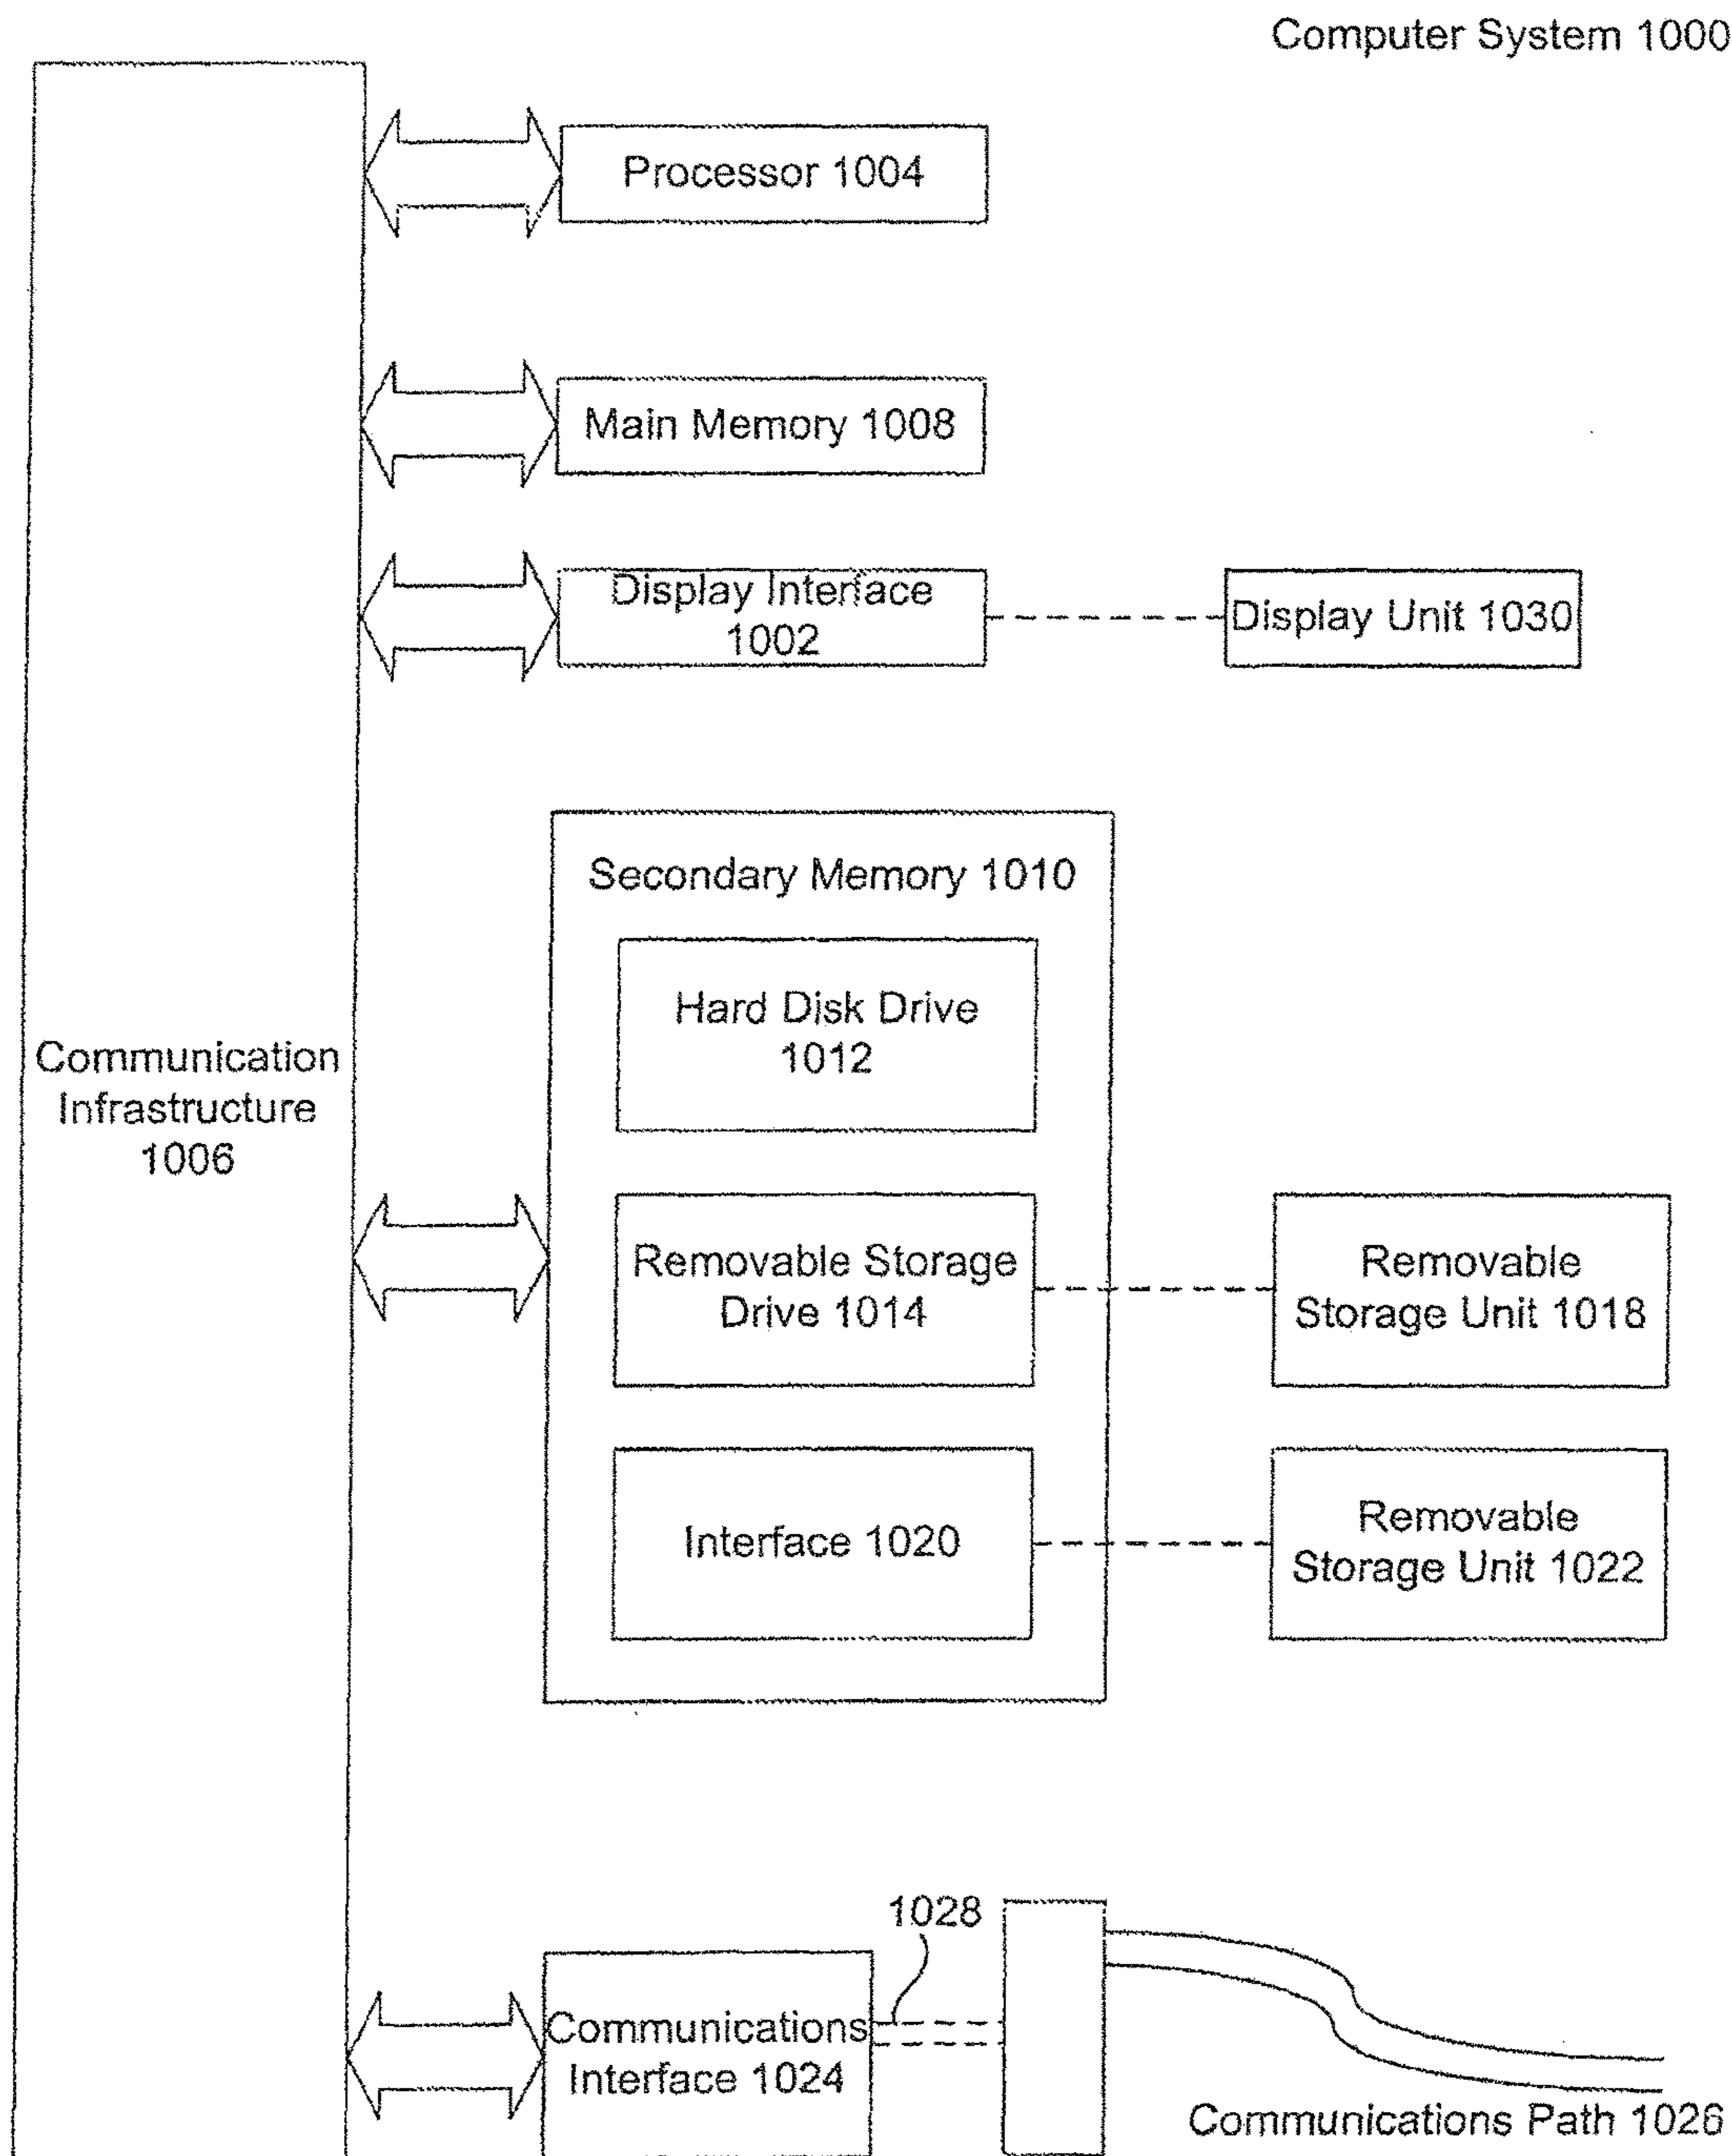 Computer System 1000
Processor 1004
Main Memory 1008
Display Interface
1002
Display Unit 1030
Secondary Memory 1010
Hard Disk Drive
1012
Communication
Infrastructure
1006
Removable Storage
Drive 1014
Removable
Storage Unit 1018
Interface 1020
Removable
Storage Unit 1022
1028
Communications
Interface 1024
Communications Path 1026